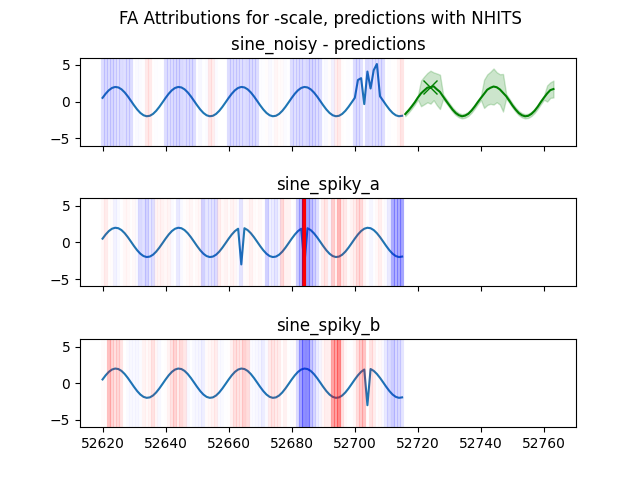 FA Attributions for -scale, predictions with NHITS
sine_noisy - predictions
5
0
−5
sine_spiky_a
5
0
−5
sine_spiky_b
5
0
−5
52620 52640 52660 52680 52700 52720 52740 52760